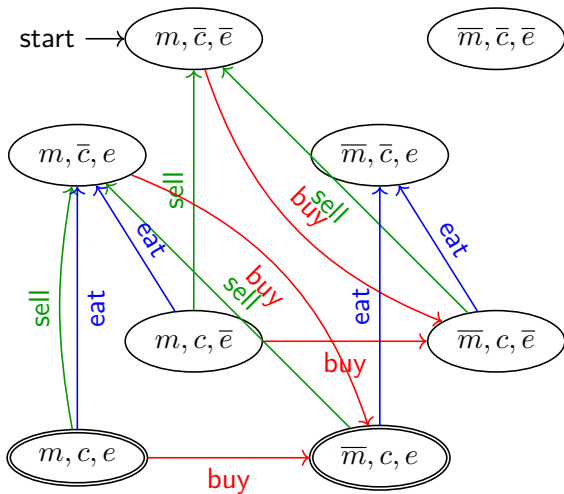 start
m, c̅, e̅
m̅, c̅, e̅
m, c̅, e
m̅, c̅, e
sell
buy
sell
eat
eat
buy
sell
sell
eat
eat
m, c, e̅
m̅, c, e̅
buy
m, c, e
m̅, c, e
buy